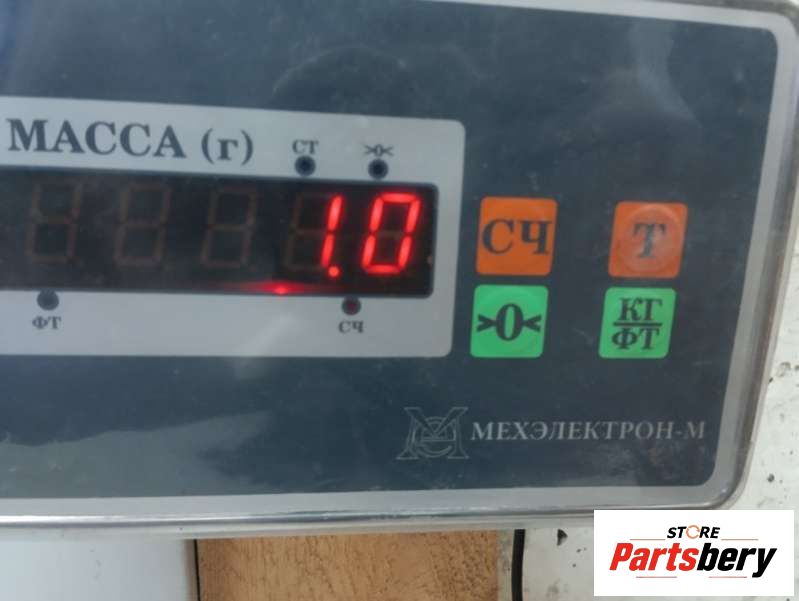 МАССА (г)
СТ
>0<
1.0
ФТ
СЧ
СЧ
Т
>0<
КГ
ФТ
МЕХЭЛЕКТРОН-М
STORE
Partsbery